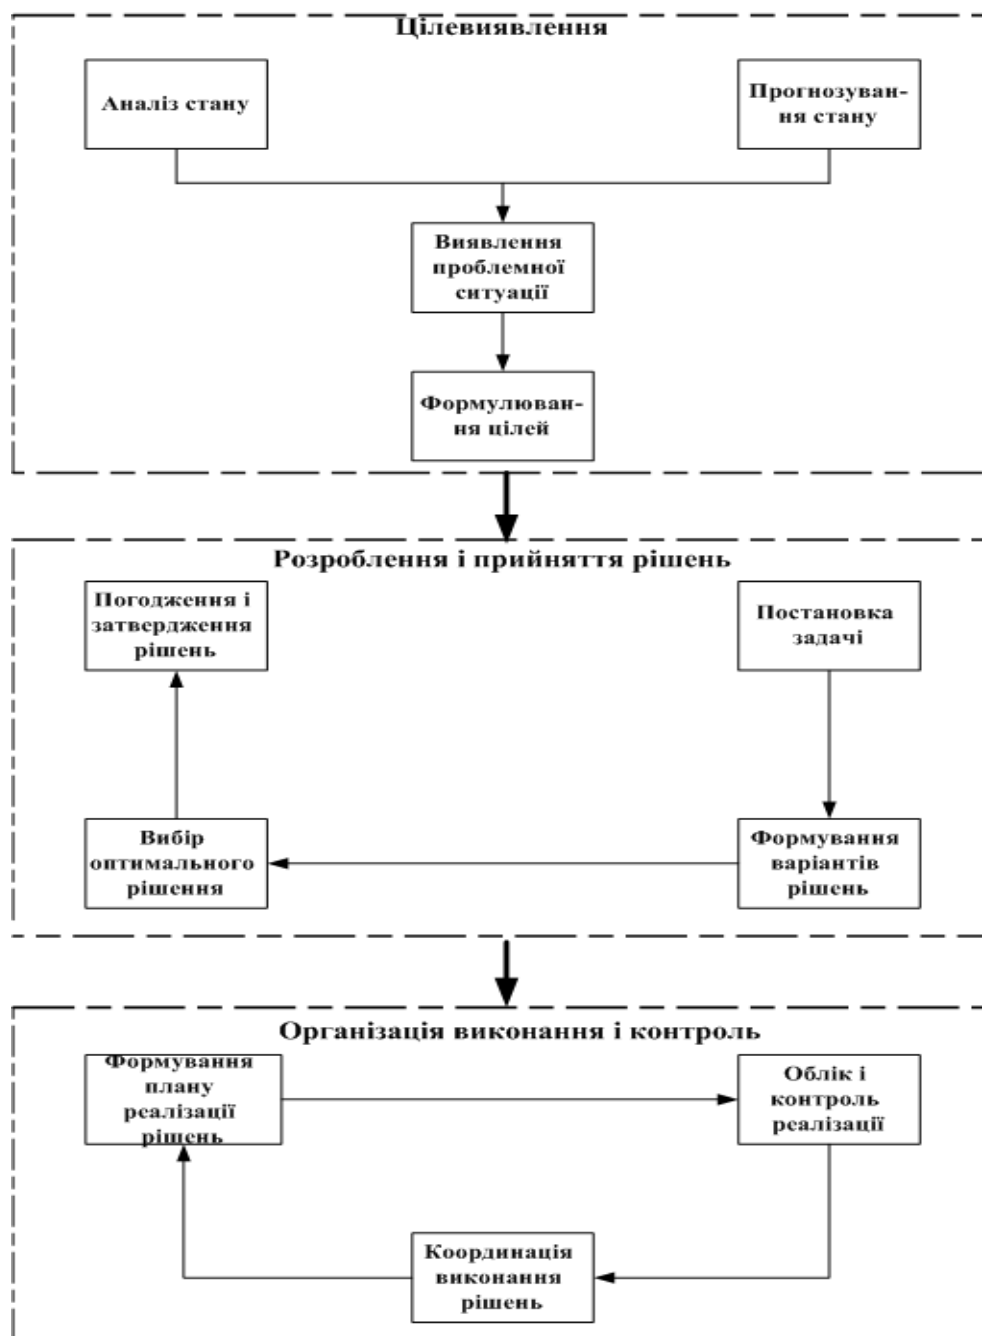 Цілевиявлення
Аналіз стану
Прогнозуван-
ня стану
Виявлення
проблемної
ситуації
Формулюван-
ня цілей
Розроблення і прийняття рішень
Погодження і
затвердження
рішень
Постановка
задачі
Вибір
оптимального
рішення
Формування
варіантів
рішень
Організація виконання і контроль
Формування
плану
реалізації
рішень
Облік і
контроль
реалізації
Координація
виконання
рішень